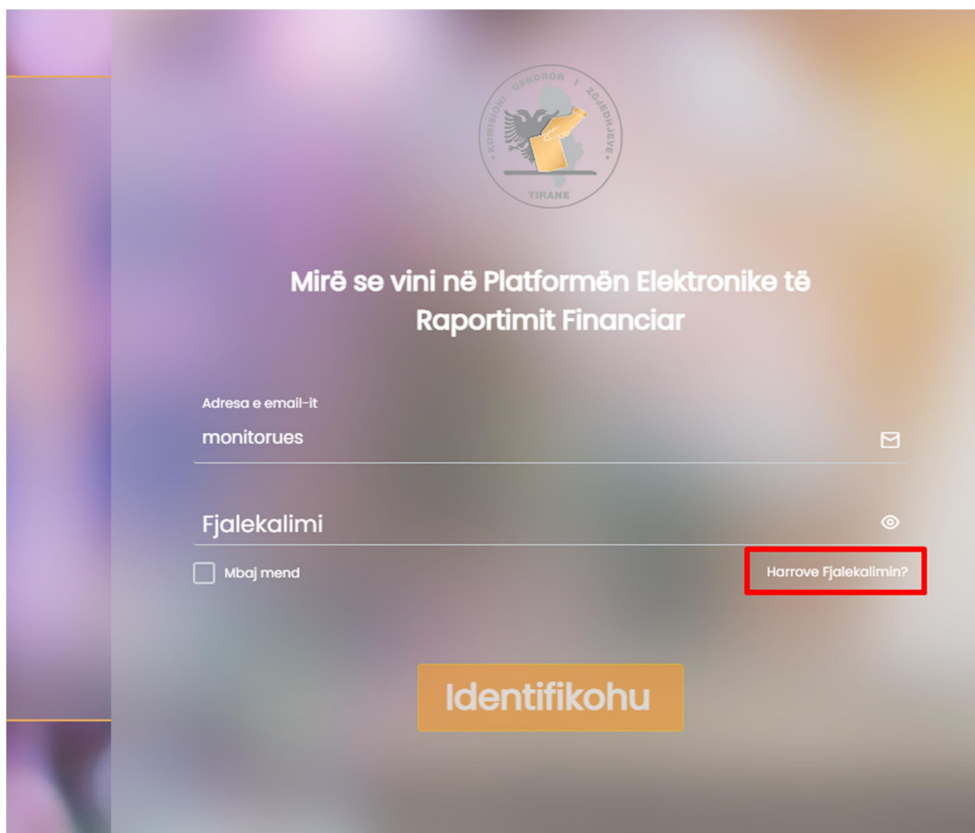 KOMISIONI QENDROR I ZGJEDHJEVE
TIRANE
Mirë se vini në Platformën Elektronike të
Raportimit Financiar
Adresa e email-it
monitorues
Fjalekalimi
Mbaj mend
Harrove Fjalekalimin?
Identifikohu